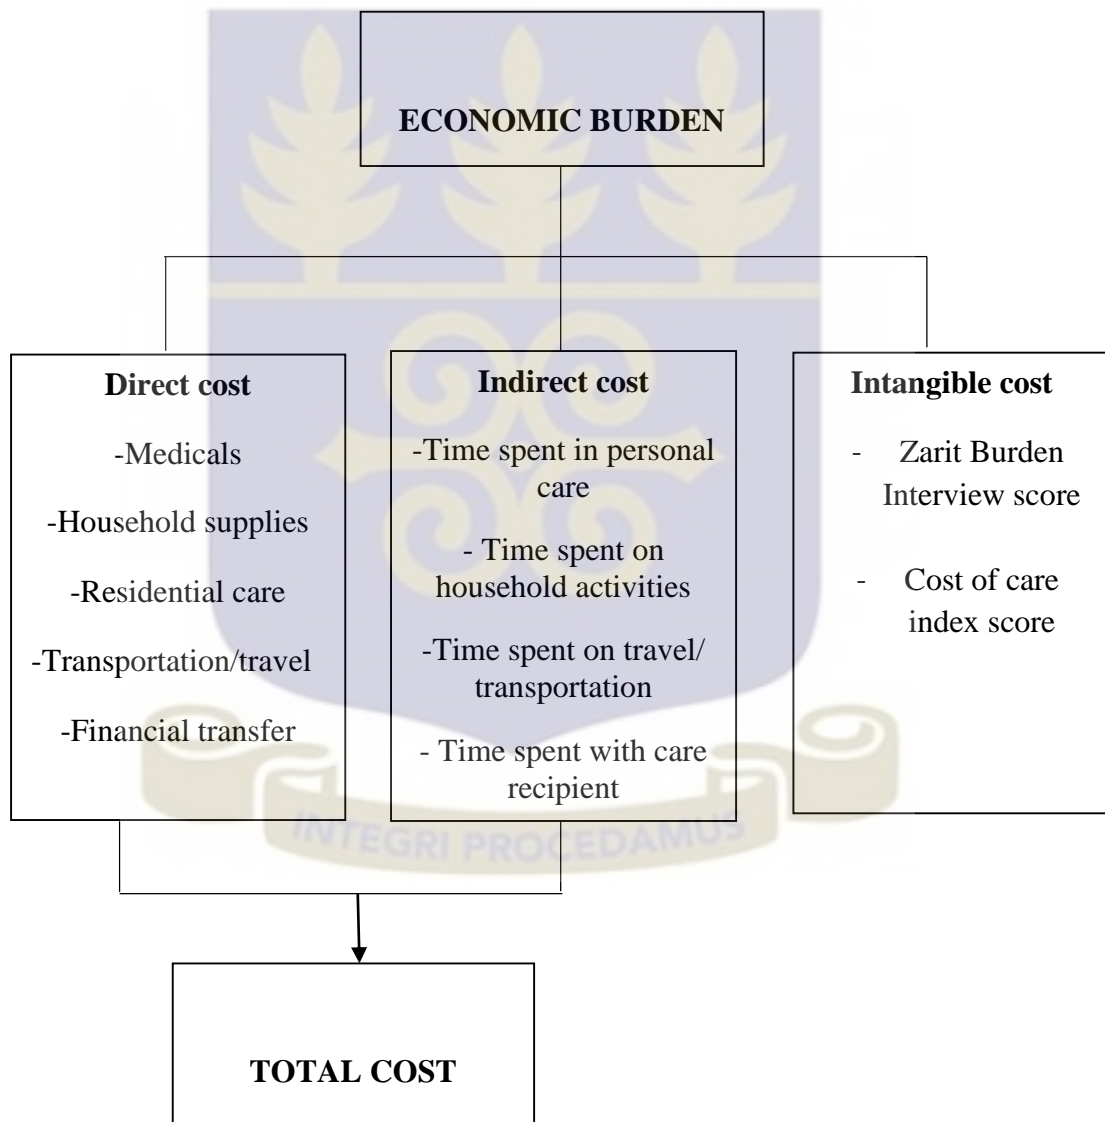 ECONOMIC BURDEN
Direct cost
-Medicals
-Household supplies
-Residential care
-Transportation/travel
-Financial transfer
Indirect cost
-Time spent in personal
care
- Time spent on
household activities
-Time spent on travel/
transportation
- Time spent with care
recipient
Intangible cost
- Zarit Burden
Interview score
- Cost of care
index score
INTEGRI PROCEDAMUS
TOTAL COST